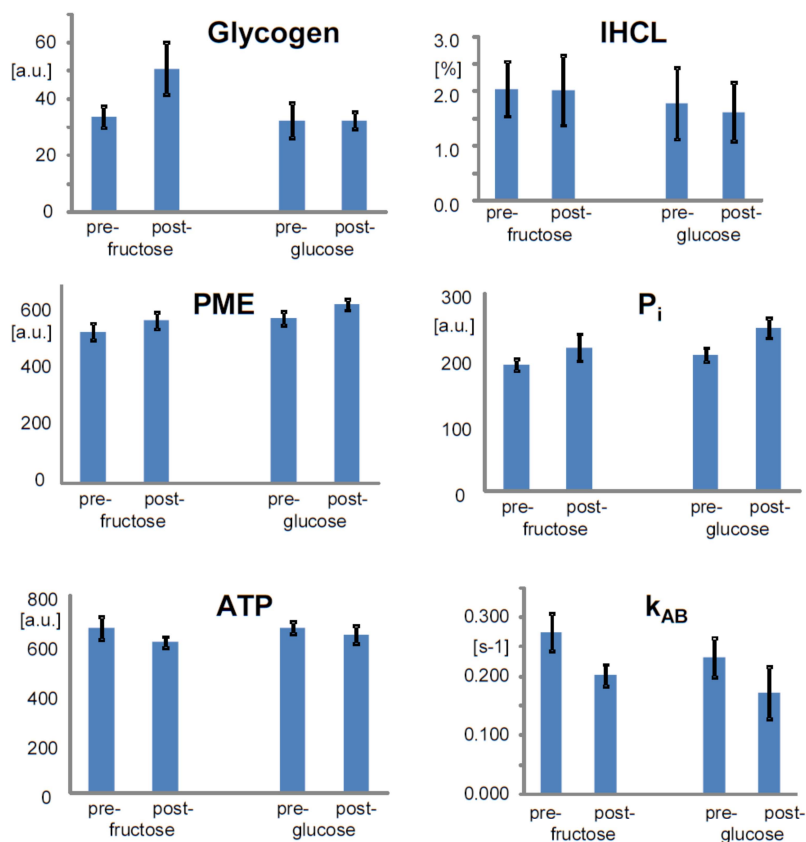 Glycogen
60
[a.u.]
40
20
0
pre- post- pre- post-
fructose glucose
IHCL
3.0
[%]
2.0
1.0
0.0
pre- post- pre- post-
fructose glucose
PME
600
[a.u.]
400
200
0
pre- post- pre- post-
fructose glucose
Pi
300
[a.u.]
200
100
0
pre- post- pre- post-
fructose glucose
ATP
800
[a.u.]
600
400
200
0
pre- post- pre- post-
fructose glucose
kAB
0.300
[s-1]
0.200
0.100
0.000
pre- post- pre- post-
fructose glucose